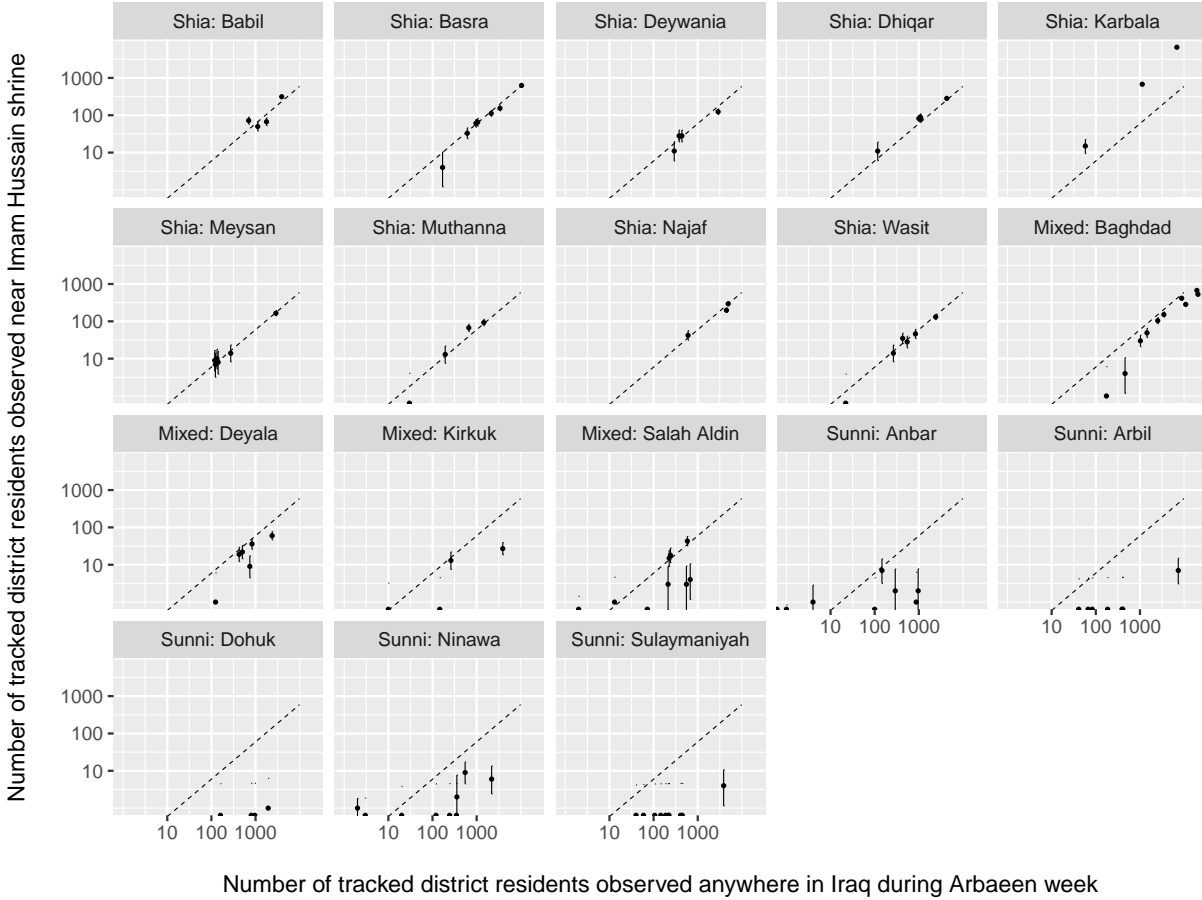 Number of tracked district residents observed near Imam Hussain shrine
Shia: Babil
Shia: Basra
Shia: Deywania
Shia: Dhiqar
Shia: Karbala
1000
100
10
Shia: Meysan
Shia: Muthanna
Shia: Najaf
Shia: Wasit
Mixed: Baghdad
1000
100
10
Mixed: Deyala
Mixed: Kirkuk
Mixed: Salah Aldin
Sunni: Anbar
Sunni: Arbil
1000
100
10
10 100 1000
10 100 1000
Sunni: Dohuk
Sunni: Ninawa
Sunni: Sulaymaniyah
1000
100
10
10 100 1000
10 100 1000
10 100 1000
Number of tracked district residents observed anywhere in Iraq during Arbaeen week